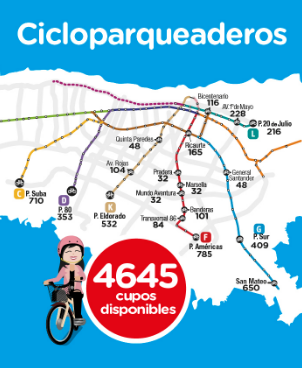 Cicloparqueaderos
Bicentenario
116
AV. 1° de Mayo
228
L P. 20 de Julio
216
Quinta Paredes
48
Ricaurte
165
Av. Rojas
104
Pradera
32
Marsella
32
Mundo Aventura
32
General
Santander
48
Banderas
101
Transversal 86
84
C P. Suba
710
D
P. 80
353
K
P. Eldorado
532
F
P. Américas
785
G
P. Sur
409
San Mateo
650
4645
cupos
disponibles